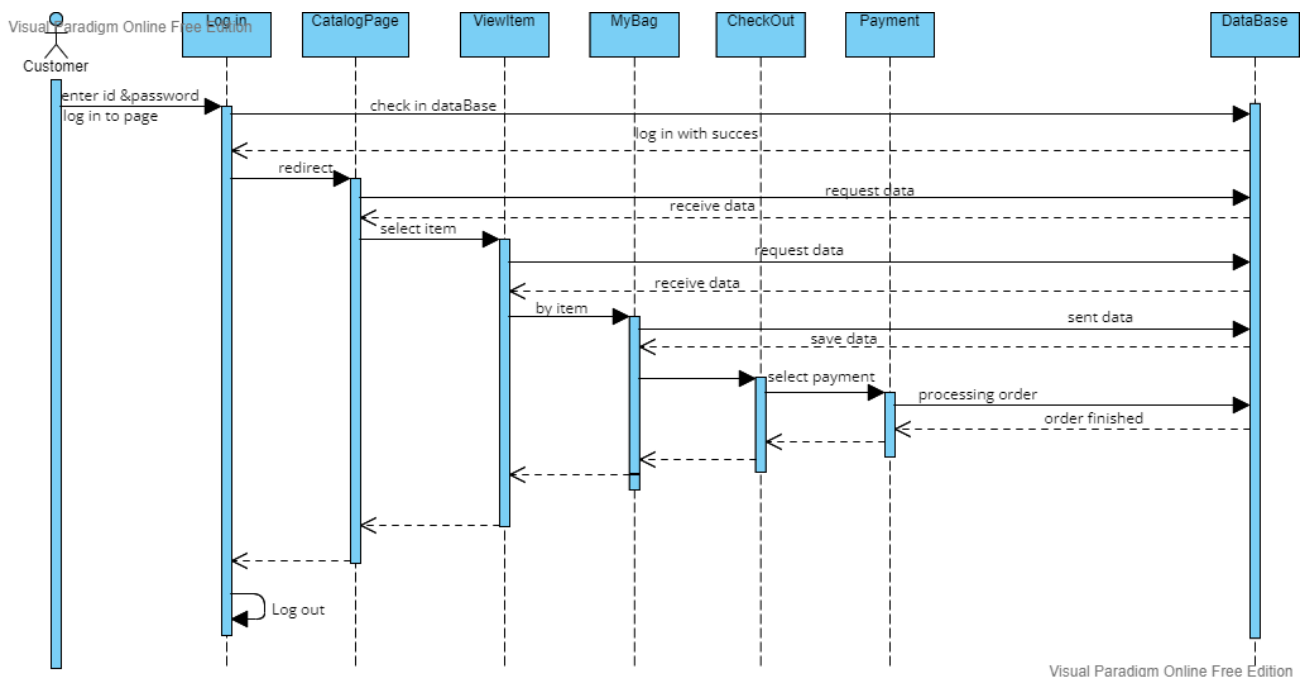 Log in
CatalogPage
ViewItem
MyBag
CheckOut
Payment
DataBase
Visual Paradigm Online Free Edition
Customer
enter id &password
log in to page
check in dataBase
log in with succes
redirect
request data
receive data
select item
request data
receive data
by item
sent data
save data
select payment
processing order
order finished
Log out
Visual Paradigm Online Free Edition